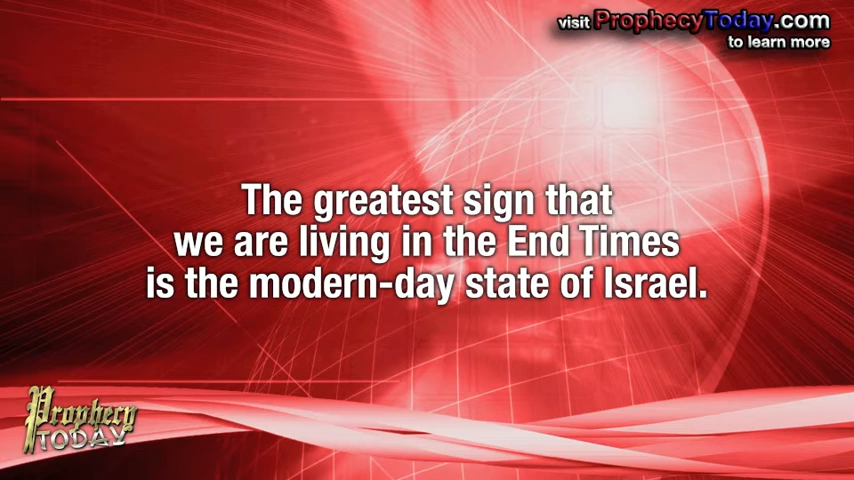 visit ProphecyToday.com
to learn more
The greatest sign that
we are living in the End Times
is the modern-day state of Israel.
Prophecy
TODAY